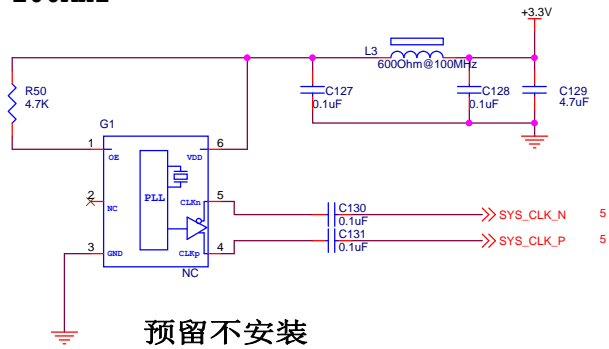 +3.3V
L3
600Ohm@100MHz
R50
4.7K
C127
0.1uF
C128
0.1uF
C129
4.7uF
G1
1
OE
VDD
6
PLL
2
NC
CLKn
5
3
GND
CLKp
4
NC
C130
0.1uF
SYS_CLK_N
5
C131
0.1uF
SYS_CLK_P
5
预留不安装